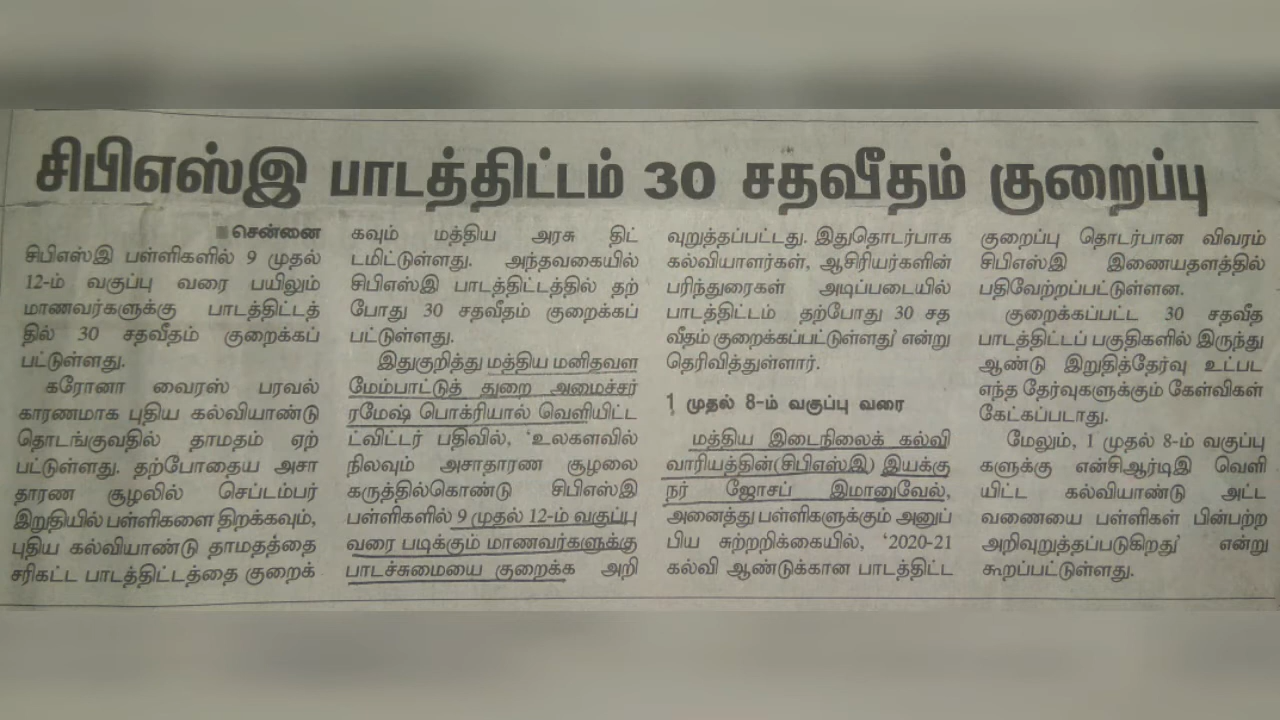 சிபிஎஸ்இ பாடத்திட்டம் 30 சதவீதம் குறைப்பு
■ சென்னை
சிபிஎஸ்இ பள்ளிகளில் 9 முதல்
12-ம் வகுப்பு வரை பயிலும்
மாணவர்களுக்கு பாடத்திட்டத்
தில் 30 சதவீதம் குறைக்கப்
பட்டுள்ளது.
கரோனா வைரஸ் பரவல்
காரணமாக புதிய கல்வியாண்டு
தொடங்குவதில் தாமதம் ஏற்
பட்டுள்ளது. தற்போதைய அசா
தாரண சூழலில் செப்டம்பர்
இறுதியில் பள்ளிகளை திறக்கவும்,
புதிய கல்வியாண்டு தாமதத்தை
சரிகட்ட பாடத்திட்டத்தை குறைக்
கவும் மத்திய அரசு திட்
டமிட்டுள்ளது. அந்தவகையில்
சிபிஎஸ்இ பாடத்திட்டத்தில் தற்
போது 30 சதவீதம் குறைக்கப்
பட்டுள்ளது.
இதுகுறித்து மத்திய மனிதவள
மேம்பாட்டுத் துறை அமைச்சர்
ரமேஷ் பொக்ரியால் வெளியிட்ட
ட்விட்டர் பதிவில், ‘உலகளவில்
நிலவும் அசாதாரண சூழலை
கருத்தில்கொண்டு சிபிஎஸ்இ
பள்ளிகளில் 9 முதல் 12-ம் வகுப்பு
வரை படிக்கும் மாணவர்களுக்கு
பாடச்சுமையை குறைக்க அறி
வுறுத்தப்பட்டது. இதுதொடர்பாக
கல்வியாளர்கள், ஆசிரியர்களின்
பரிந்துரைகள் அடிப்படையில்
பாடத்திட்டம் தற்போது 30 சத
வீதம் குறைக்கப்பட்டுள்ளது’ என்று
தெரிவித்துள்ளார்.
1 முதல் 8-ம் வகுப்பு வரை
மத்திய இடைநிலைக் கல்வி
வாரியத்தின்(சிபிஎஸ்இ) இயக்கு
நர் ஜோசப் இமானுவேல்,
அனைத்து பள்ளிகளுக்கும் அனுப்
பிய சுற்றறிக்கையில், ‘2020-21
கல்வி ஆண்டுக்கான பாடத்திட்ட
குறைப்பு தொடர்பான விவரம்
சிபிஎஸ்இ இணையதளத்தில்
பதிவேற்றப்பட்டுள்ளன.
குறைக்கப்பட்ட 30 சதவீத
பாடத்திட்டப் பகுதிகளில் இருந்து
ஆண்டு இறுதித்தேர்வு உட்பட
எந்த தேர்வுகளுக்கும் கேள்விகள்
கேட்கப்படாது.
மேலும், 1 முதல் 8-ம் வகுப்பு
களுக்கு என்சிஆர்டிஇ வெளி
யிட்ட கல்வியாண்டு அட்ட
வணையை பள்ளிகள் பின்பற்ற
அறிவுறுத்தப்படுகிறது’ என்று
கூறப்பட்டுள்ளது.